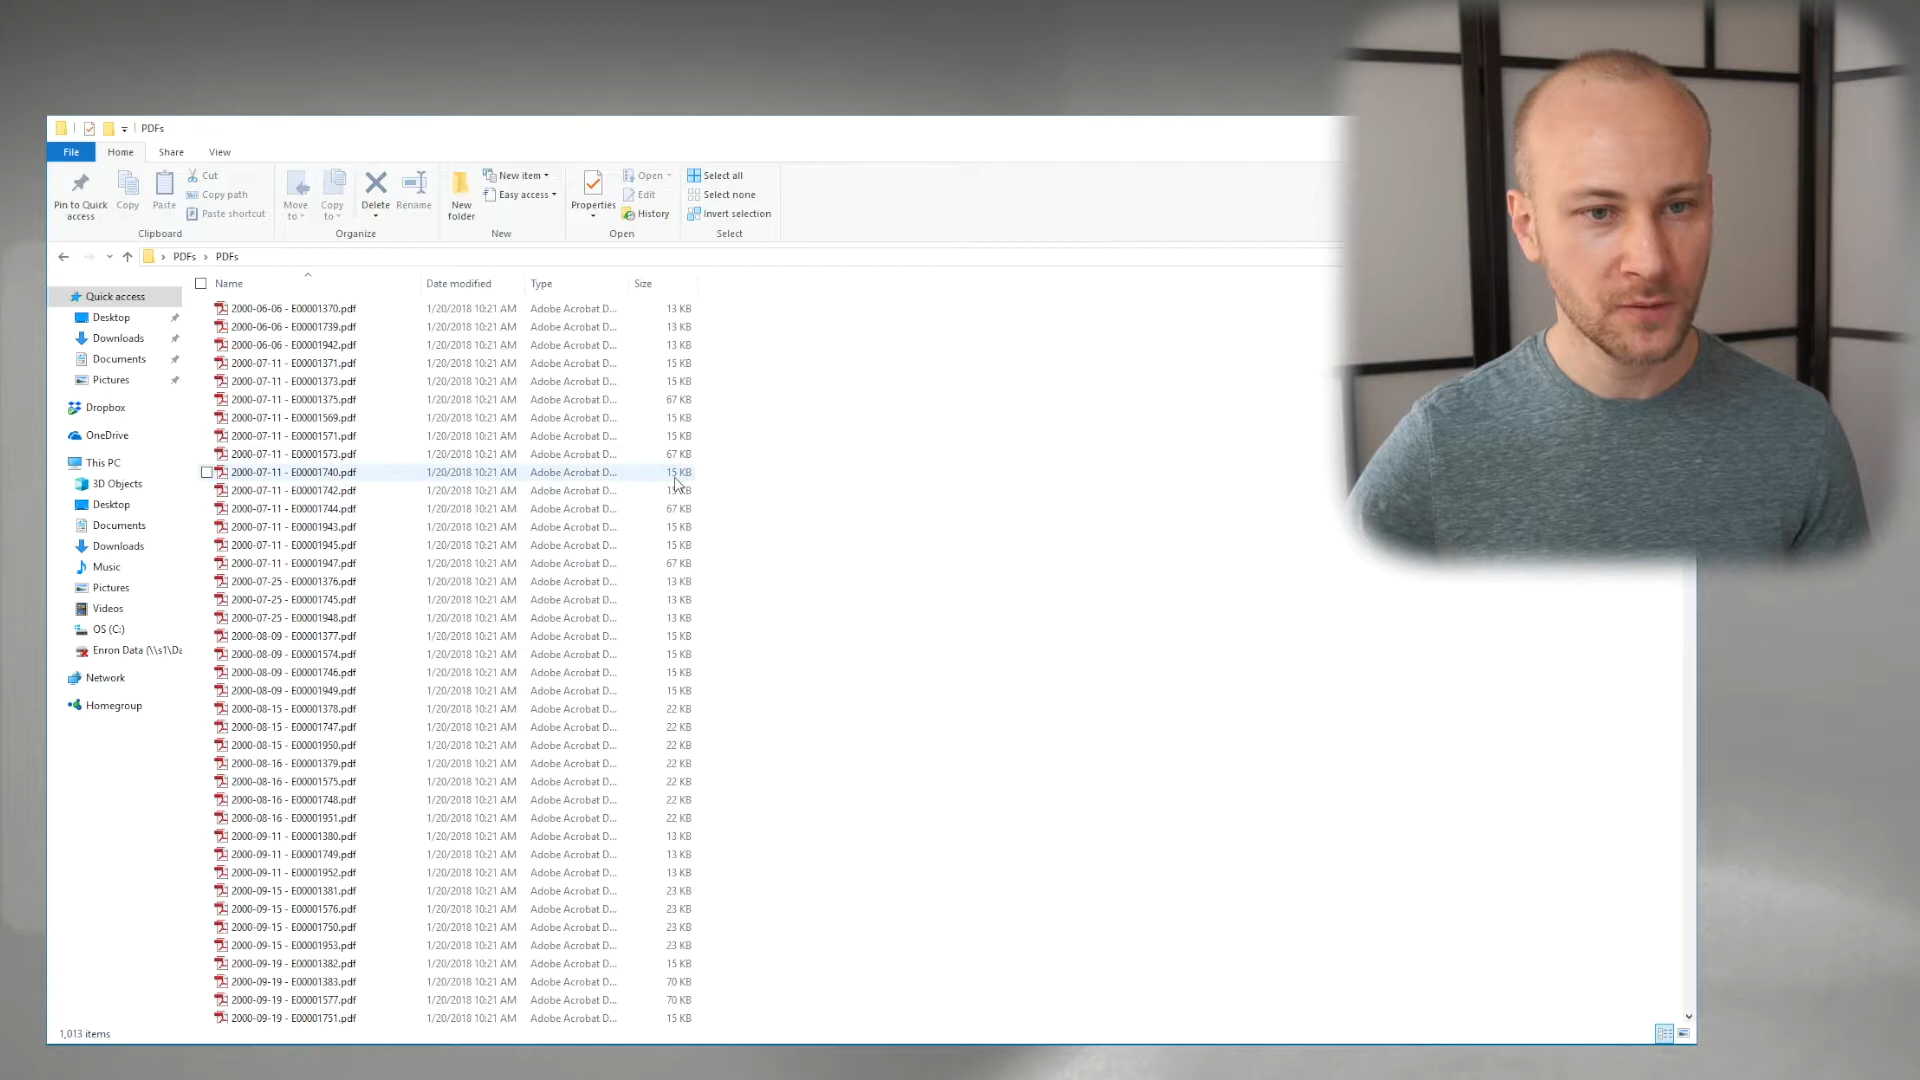 PDFs
File Home Share View
Pin to Quick access
Copy
Paste
Cut
Copy path
Paste shortcut
Clipboard
Move to
Copy to
Delete
Rename
Organize
New folder
New item
Easy access
New
Properties
Open
Edit
History
Open
Select all
Select none
Invert selection
Select
PDFs › PDFs
Quick access
Desktop
Downloads
Documents
Pictures
Dropbox
OneDrive
This PC
3D Objects
Desktop
Documents
Downloads
Music
Pictures
Videos
OS (C:)
Enron Data (\\s1\Da
Network
Homegroup
Name Date modified Type Size
2000-06-06 - E00001370.pdf 1/20/2018 10:21 AM Adobe Acrobat D... 13 KB
2000-06-06 - E00001739.pdf 1/20/2018 10:21 AM Adobe Acrobat D... 13 KB
2000-06-06 - E00001942.pdf 1/20/2018 10:21 AM Adobe Acrobat D... 13 KB
2000-07-11 - E00001371.pdf 1/20/2018 10:21 AM Adobe Acrobat D... 15 KB
2000-07-11 - E00001373.pdf 1/20/2018 10:21 AM Adobe Acrobat D... 15 KB
2000-07-11 - E00001375.pdf 1/20/2018 10:21 AM Adobe Acrobat D... 67 KB
2000-07-11 - E00001569.pdf 1/20/2018 10:21 AM Adobe Acrobat D... 15 KB
2000-07-11 - E00001571.pdf 1/20/2018 10:21 AM Adobe Acrobat D... 15 KB
2000-07-11 - E00001573.pdf 1/20/2018 10:21 AM Adobe Acrobat D... 67 KB
2000-07-11 - E00001740.pdf 1/20/2018 10:21 AM Adobe Acrobat D... 15 KB
2000-07-11 - E00001742.pdf 1/20/2018 10:21 AM Adobe Acrobat D... 15 KB
2000-07-11 - E00001744.pdf 1/20/2018 10:21 AM Adobe Acrobat D... 67 KB
2000-07-11 - E00001943.pdf 1/20/2018 10:21 AM Adobe Acrobat D... 15 KB
2000-07-11 - E00001945.pdf 1/20/2018 10:21 AM Adobe Acrobat D... 15 KB
2000-07-11 - E00001947.pdf 1/20/2018 10:21 AM Adobe Acrobat D... 67 KB
2000-07-25 - E00001376.pdf 1/20/2018 10:21 AM Adobe Acrobat D... 13 KB
2000-07-25 - E00001745.pdf 1/20/2018 10:21 AM Adobe Acrobat D... 13 KB
2000-07-25 - E00001948.pdf 1/20/2018 10:21 AM Adobe Acrobat D... 13 KB
2000-08-09 - E00001377.pdf 1/20/2018 10:21 AM Adobe Acrobat D... 15 KB
2000-08-09 - E00001574.pdf 1/20/2018 10:21 AM Adobe Acrobat D... 15 KB
2000-08-09 - E00001746.pdf 1/20/2018 10:21 AM Adobe Acrobat D... 15 KB
2000-08-09 - E00001949.pdf 1/20/2018 10:21 AM Adobe Acrobat D... 15 KB
2000-08-15 - E00001378.pdf 1/20/2018 10:21 AM Adobe Acrobat D... 22 KB
2000-08-15 - E00001747.pdf 1/20/2018 10:21 AM Adobe Acrobat D... 22 KB
2000-08-15 - E00001950.pdf 1/20/2018 10:21 AM Adobe Acrobat D... 22 KB
2000-08-16 - E00001379.pdf 1/20/2018 10:21 AM Adobe Acrobat D... 22 KB
2000-08-16 - E00001575.pdf 1/20/2018 10:21 AM Adobe Acrobat D... 22 KB
2000-08-16 - E00001748.pdf 1/20/2018 10:21 AM Adobe Acrobat D... 22 KB
2000-08-16 - E00001951.pdf 1/20/2018 10:21 AM Adobe Acrobat D... 22 KB
2000-09-11 - E00001380.pdf 1/20/2018 10:21 AM Adobe Acrobat D... 13 KB
2000-09-11 - E00001749.pdf 1/20/2018 10:21 AM Adobe Acrobat D... 13 KB
2000-09-11 - E00001952.pdf 1/20/2018 10:21 AM Adobe Acrobat D... 13 KB
2000-09-15 - E00001381.pdf 1/20/2018 10:21 AM Adobe Acrobat D... 23 KB
2000-09-15 - E00001576.pdf 1/20/2018 10:21 AM Adobe Acrobat D... 23 KB
2000-09-15 - E00001750.pdf 1/20/2018 10:21 AM Adobe Acrobat D... 23 KB
2000-09-15 - E00001953.pdf 1/20/2018 10:21 AM Adobe Acrobat D... 23 KB
2000-09-19 - E00001382.pdf 1/20/2018 10:21 AM Adobe Acrobat D... 15 KB
2000-09-19 - E00001383.pdf 1/20/2018 10:21 AM Adobe Acrobat D... 70 KB
2000-09-19 - E00001577.pdf 1/20/2018 10:21 AM Adobe Acrobat D... 70 KB
2000-09-19 - E00001751.pdf 1/20/2018 10:21 AM Adobe Acrobat D... 15 KB
1,013 items